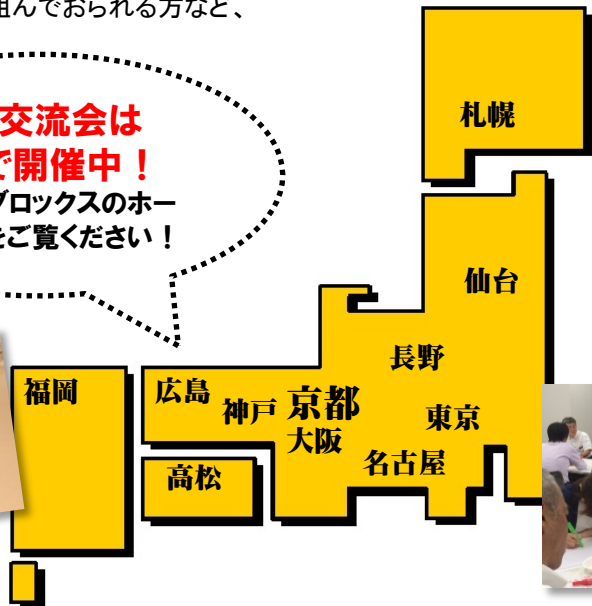 組んでおられる方など、
交流会は
で開催中！
ブロックスのホー
をご覧ください！
札幌
仙台
長野
福岡
広島
神戸
京都
大阪
東京
名古屋
高松